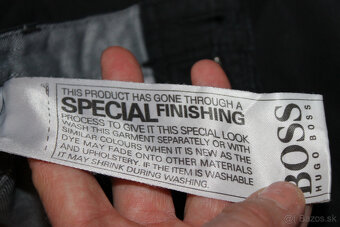 THIS PRODUCT HAS GONE THROUGH A
SPECIAL FINISHING
PROCESS TO GIVE IT THIS SPECIAL LOOK
WASH THIS GARMENT SEPARATELY OR WITH
SIMILAR COLOURS WHEN IT IS NEW AS THE
DYE MAY FADE ONTO OTHER MATERIALS
AND UPHOLSTERY. IF THE ITEM IS WASHABLE
IT MAY SHRINK DURING WASHING.
BOSS
HUGO BOSS
© Bazos.sk